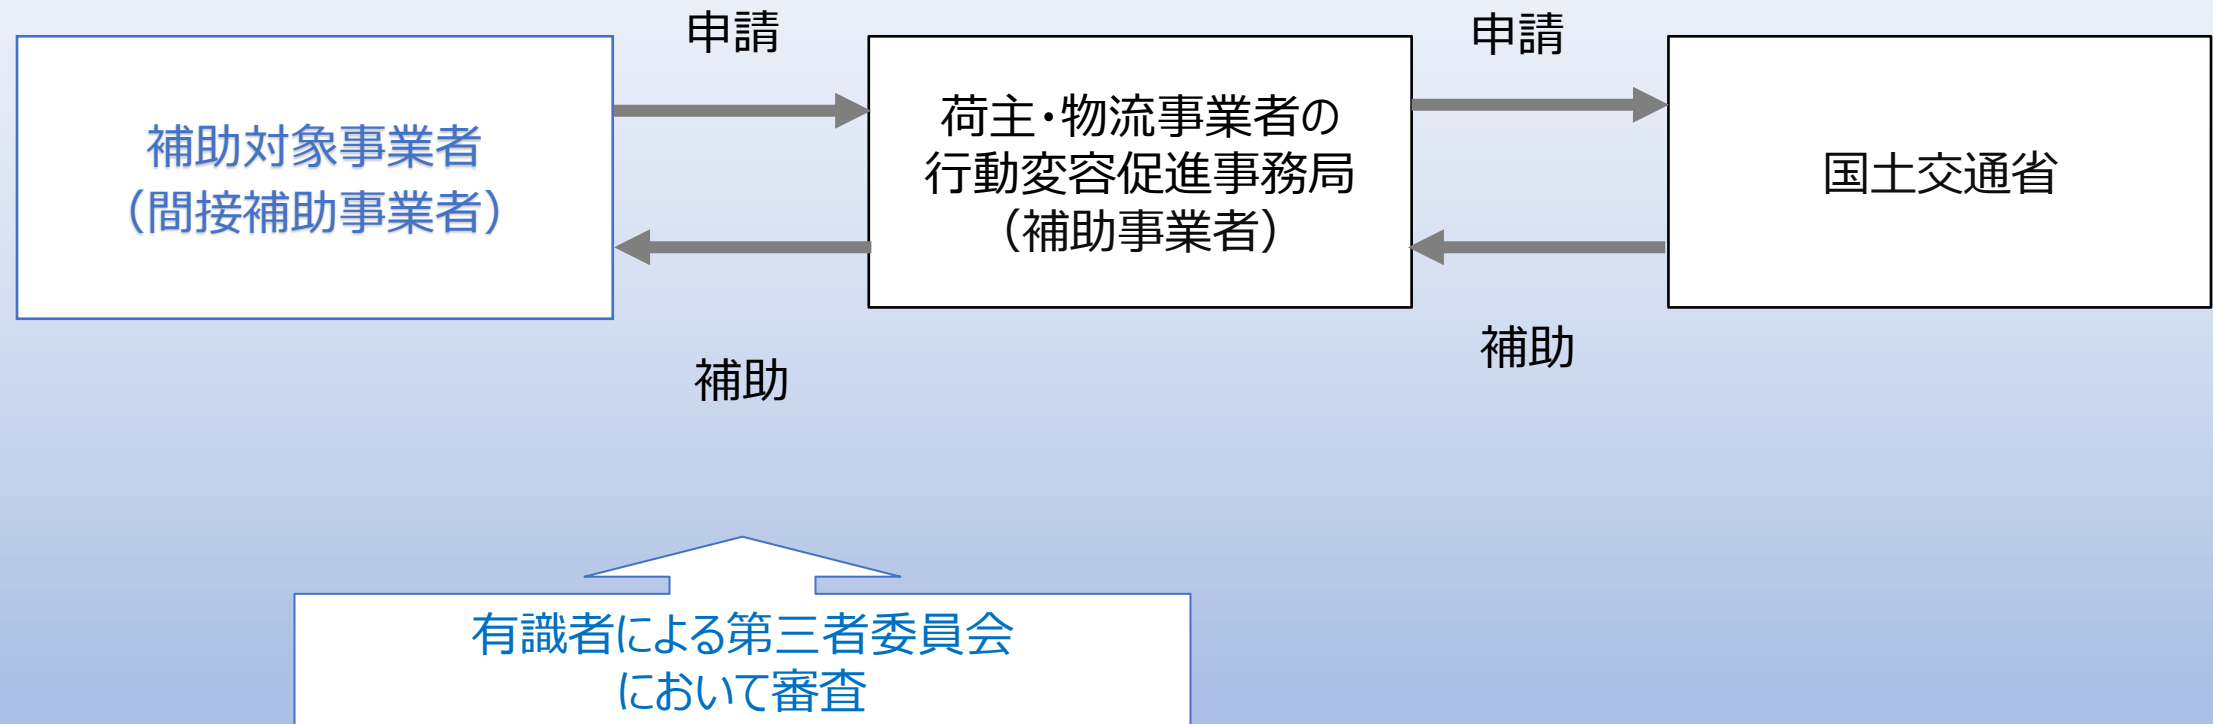 申請
申請
補助対象事業者
（間接補助事業者）
荷主・物流事業者の
行動変容促進事務局
（補助事業者）
国土交通省
補助
補助
有識者による第三者委員会
において審査